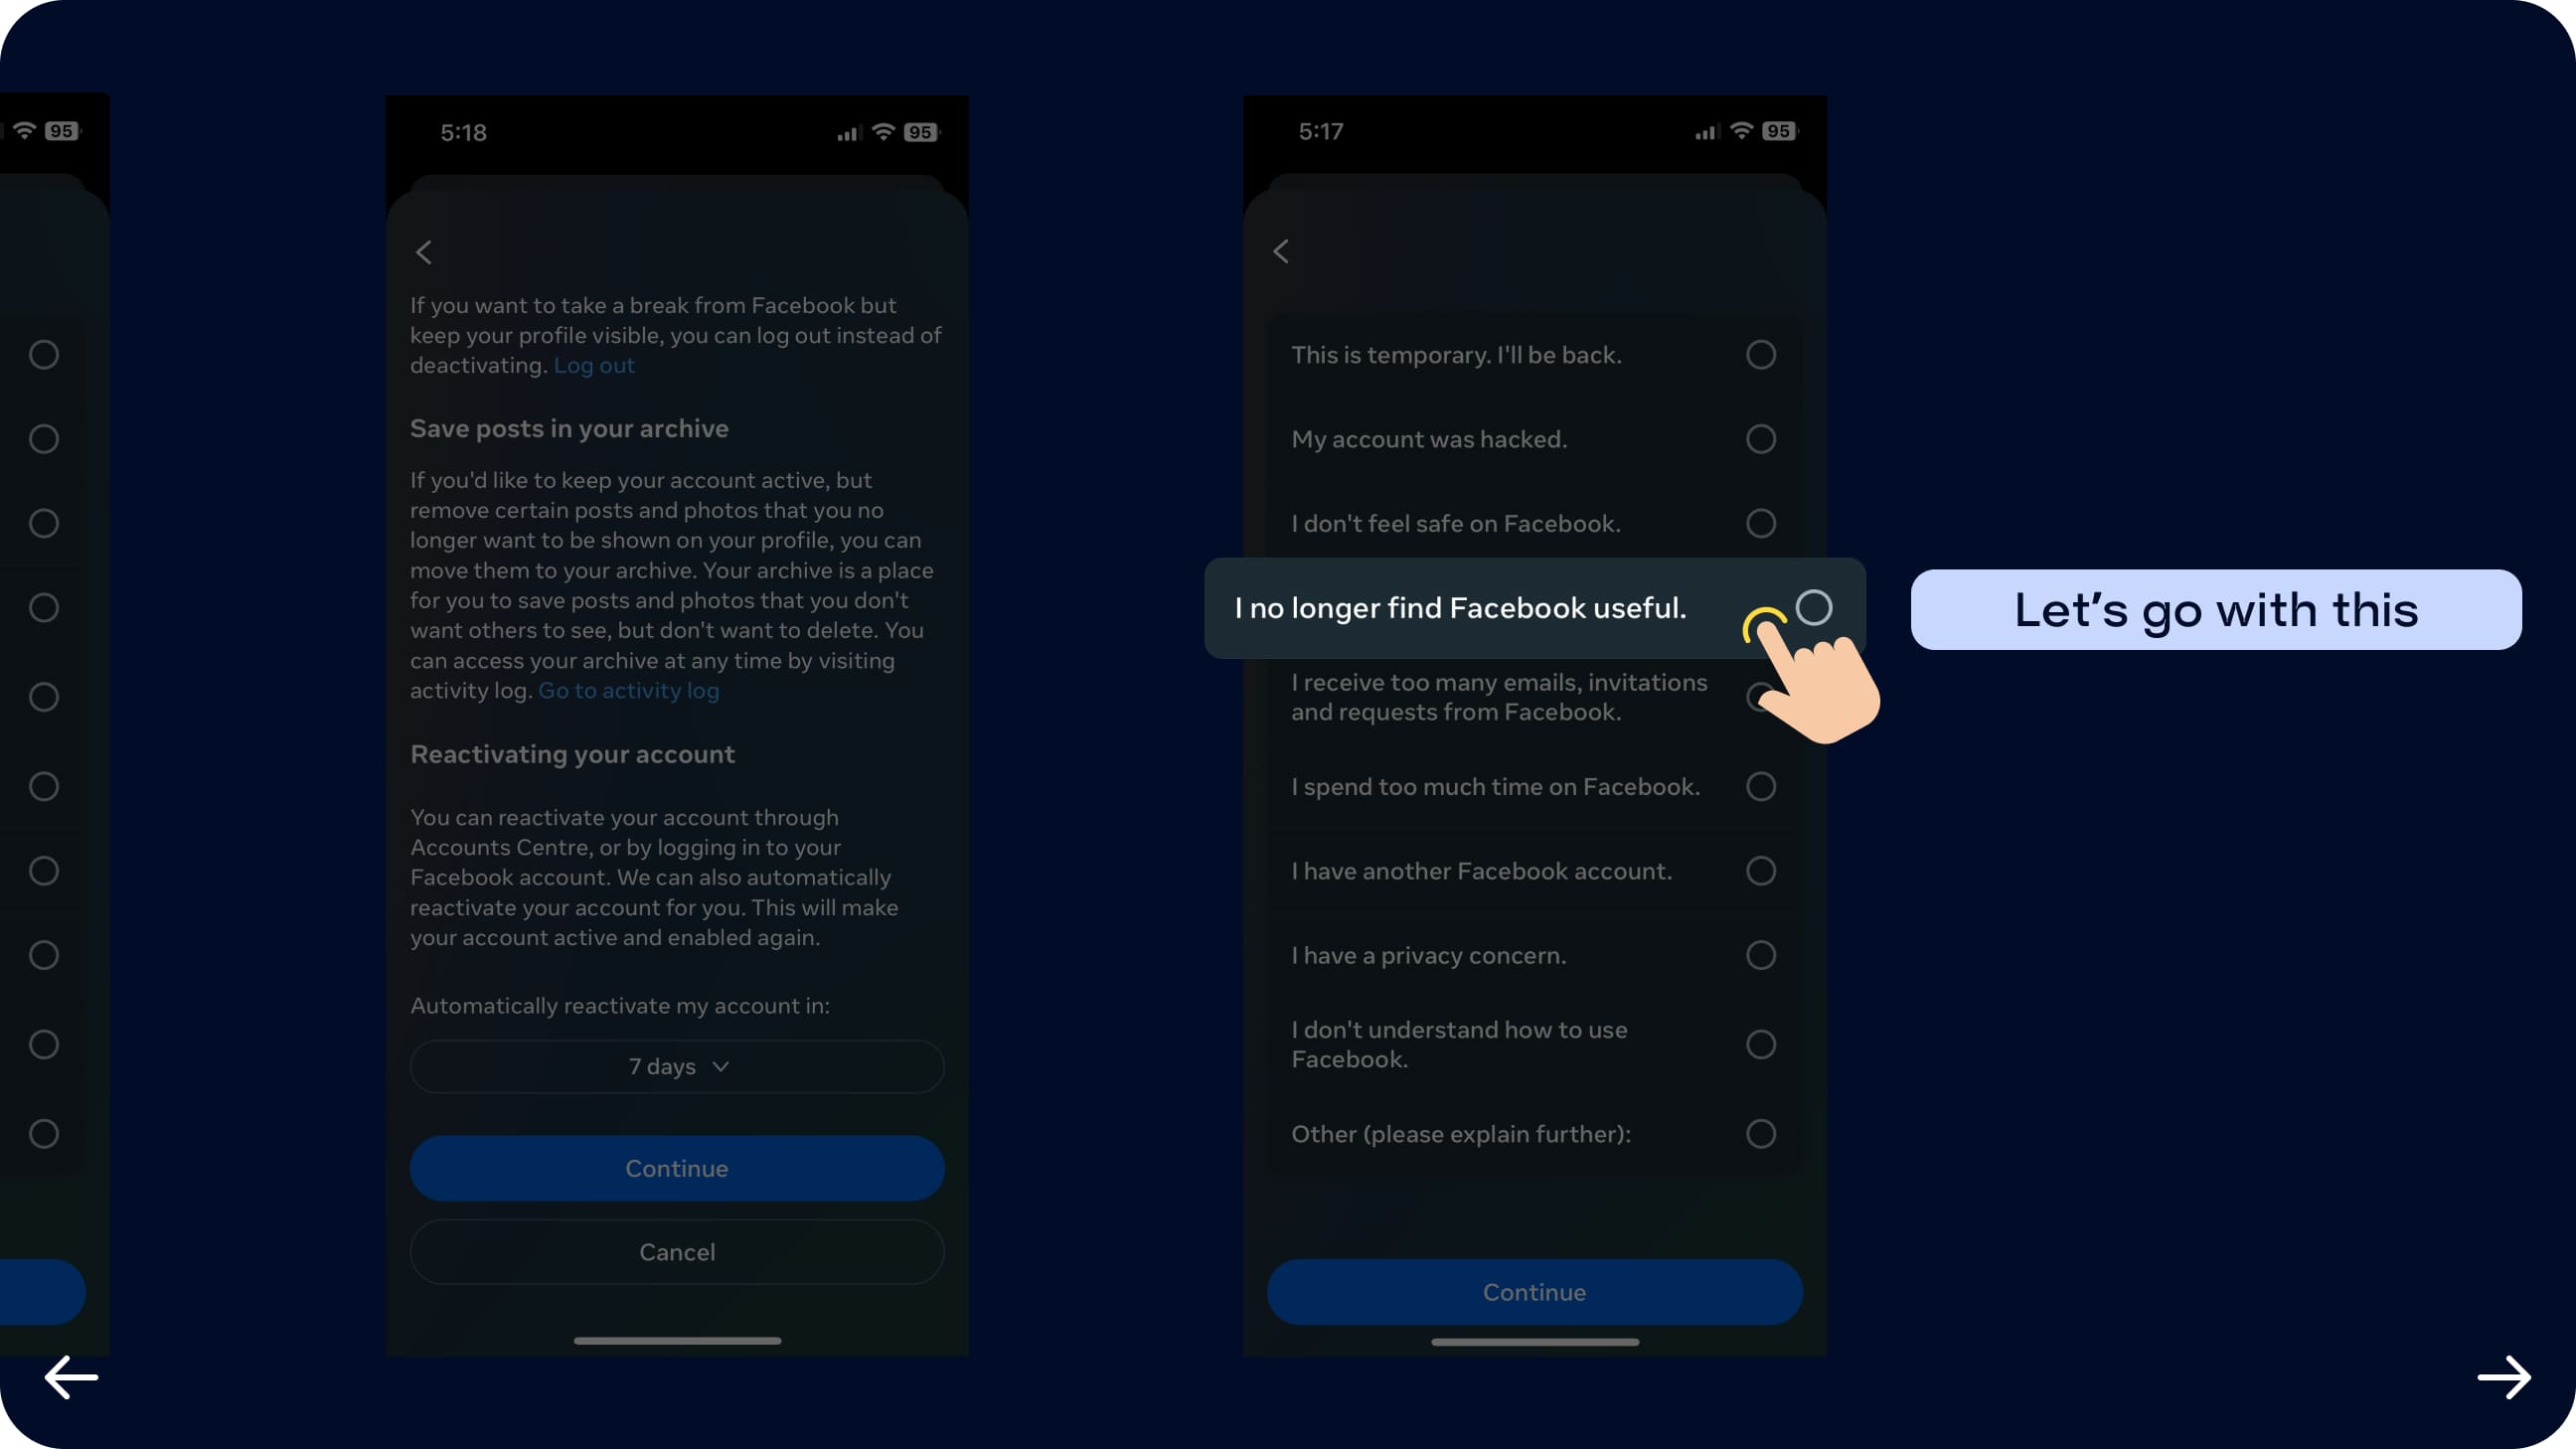 95
5:18
95
If you want to take a break from Facebook but
keep your profile visible, you can log out instead of
deactivating. Log out
Save posts in your archive
If you'd like to keep your account active, but
remove certain posts and photos that you no
longer want to be shown on your profile, you can
move them to your archive. Your archive is a place
for you to save posts and photos that you don't
want others to see, but don't want to delete. You
can access your archive at any time by visiting
activity log. Go to activity log
Reactivating your account
You can reactivate your account through
Accounts Centre, or by logging in to your
Facebook account. We can also automatically
reactivate your account for you. This will make
your account active and enabled again.
Automatically reactivate my account in:
7 days
Continue
Cancel
5:17
95
This is temporary. I'll be back.
My account was hacked.
I don't feel safe on Facebook.
I no longer find Facebook useful.
I receive too many emails, invitations
and requests from Facebook.
I spend too much time on Facebook.
I have another Facebook account.
I have a privacy concern.
I don't understand how to use
Facebook.
Other (please explain further):
Continue
Let's go with this